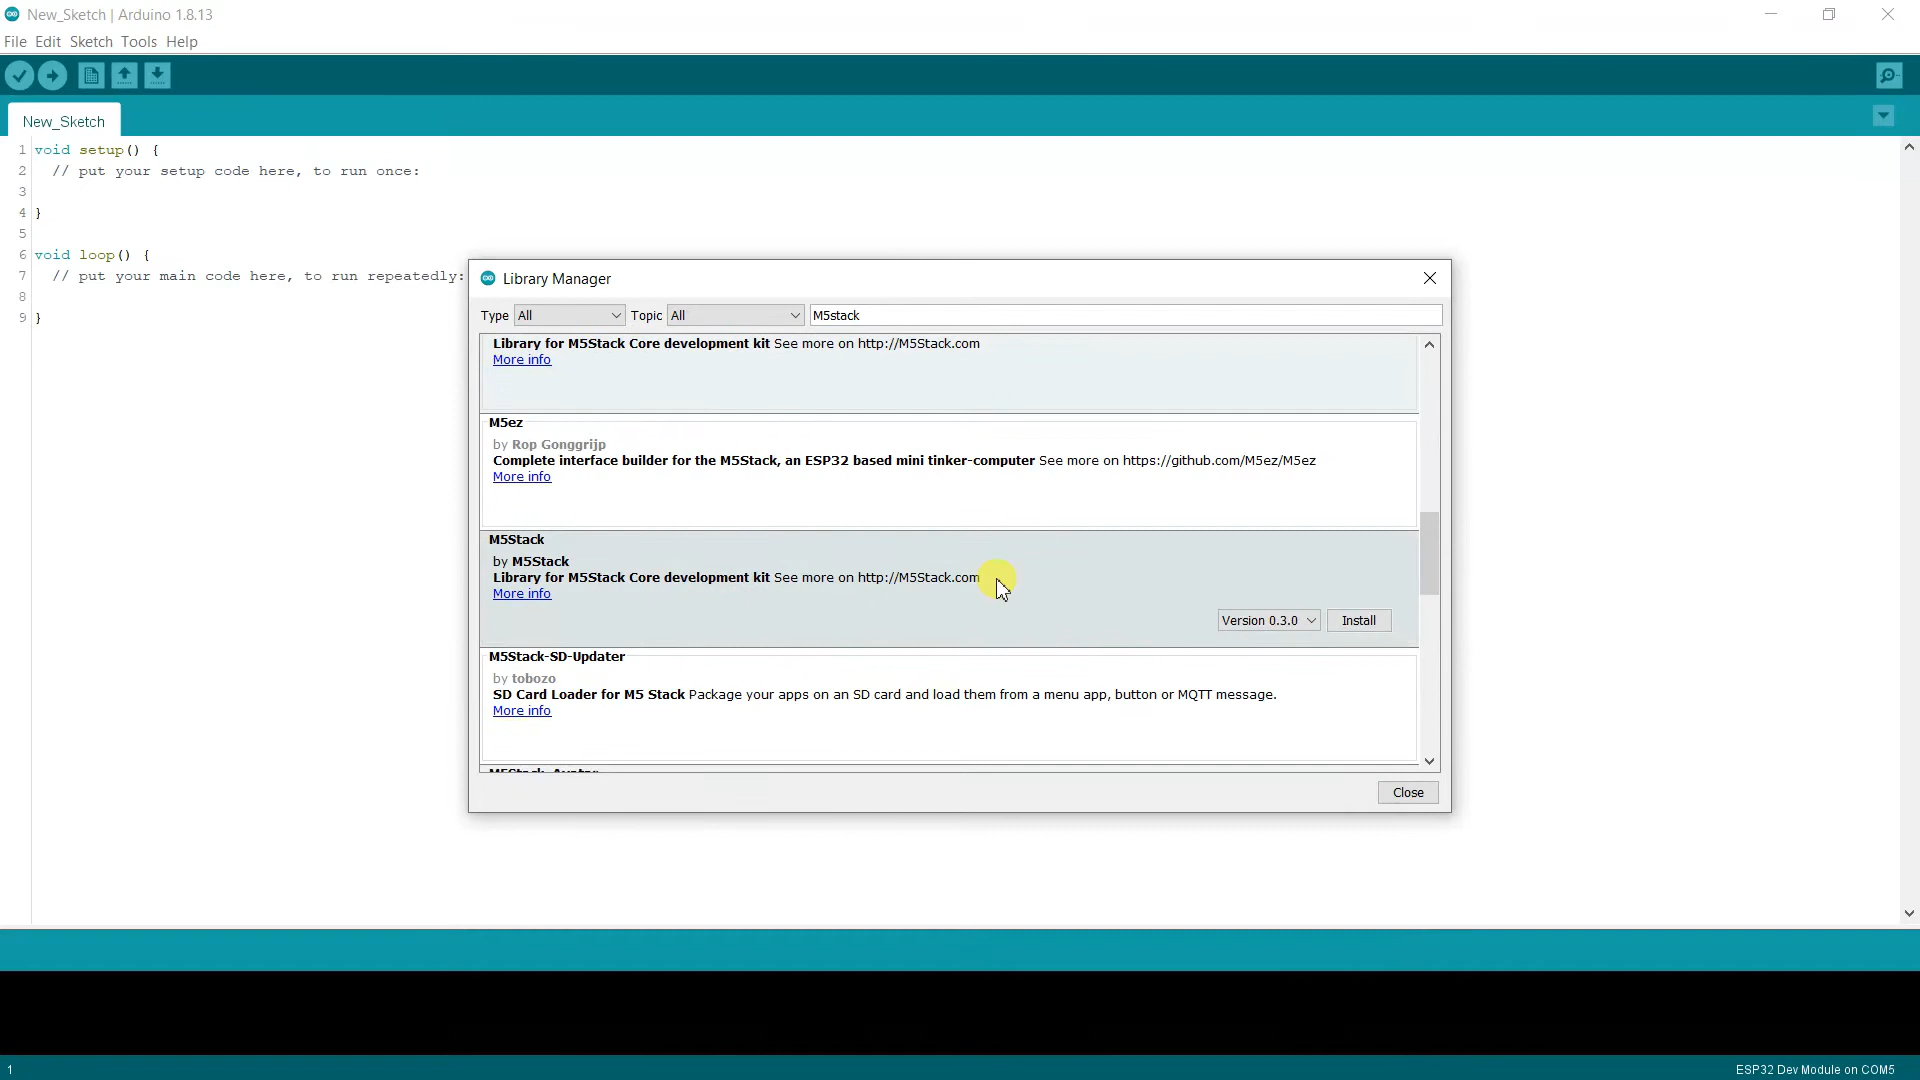 New_Sketch | Arduino 1.8.13
File Edit Sketch Tools Help
New_Sketch
1 void setup() {
2 // put your setup code here, to run once:
3
4 }
5
6 void loop() {
7 // put your main code here, to run repeatedly:
8
9 }
Library Manager
Type All Topic All M5stack
Library for M5Stack Core development kit See more on http://M5Stack.com
More info
M5ez
by Rop Gonggrijp
Complete interface builder for the M5Stack, an ESP32 based mini tinker-computer See more on https://github.com/M5ez/M5ez
More info
M5Stack
by M5Stack
Library for M5Stack Core development kit See more on http://M5Stack.com
More info
Version 0.3.0 Install
M5Stack-SD-Updater
by tobozo
SD Card Loader for M5 Stack Package your apps on an SD card and load them from a menu app, button or MQTT message.
More info
Close
1 ESP32 Dev Module on COM5